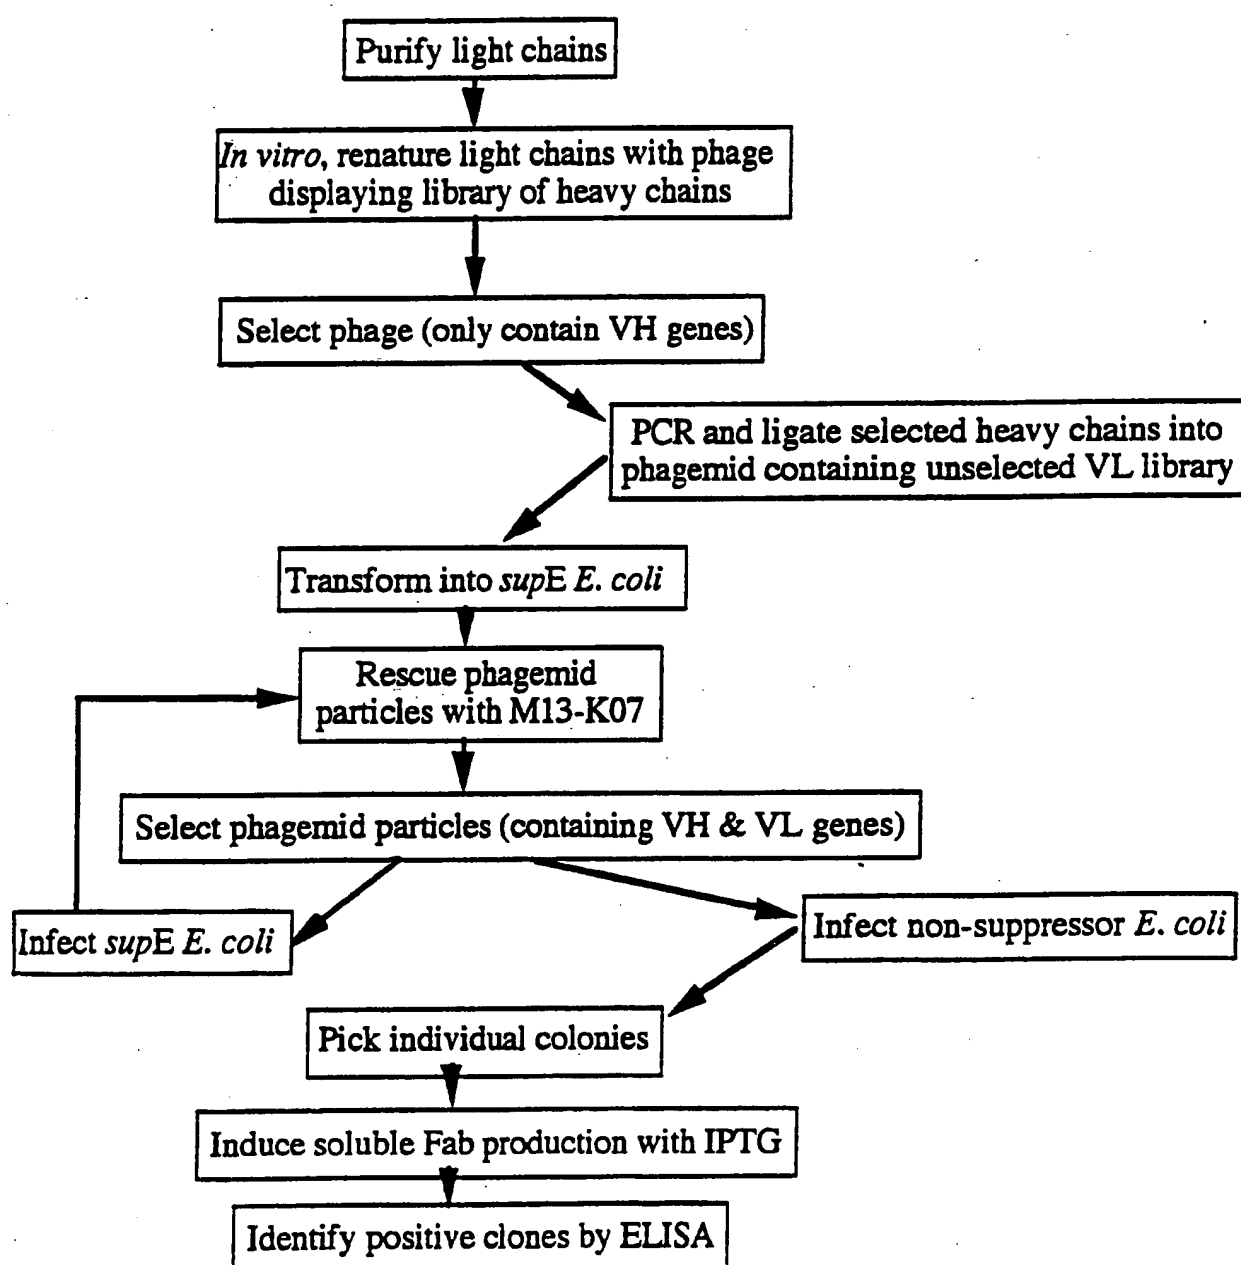 Purify light chains
In vitro, renature light chains with phage
displaying library of heavy chains
Select phage (only contain VH genes)
PCR and ligate selected heavy chains into
phagemid containing unselected VL library
Transform into supE E. coli
Rescue phagemid
particles with M13-K07
Select phagemid particles (containing VH & VL genes)
Infect supE E. coli
Infect non-suppressor E. coli
Pick individual colonies
Induce soluble Fab production with IPTG
Identify positive clones by ELISA